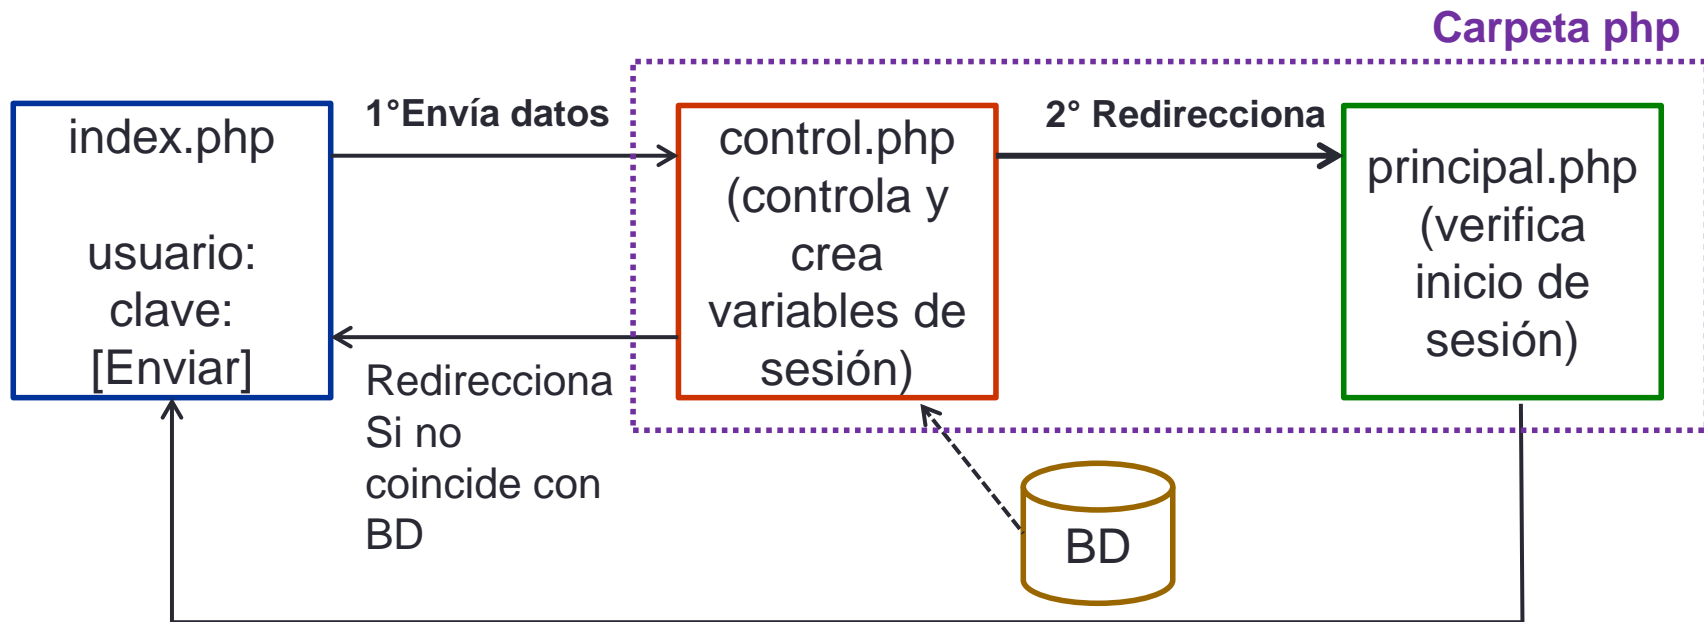 Carpeta php
index.php
usuario:
clave:
[Enviar]
1°Envía datos
control.php
(controla y
crea
variables de
sesión)
2° Redirecciona
principal.php
(verifica
inicio de
sesión)
Redirecciona
Si no
coincide con
BD
BD